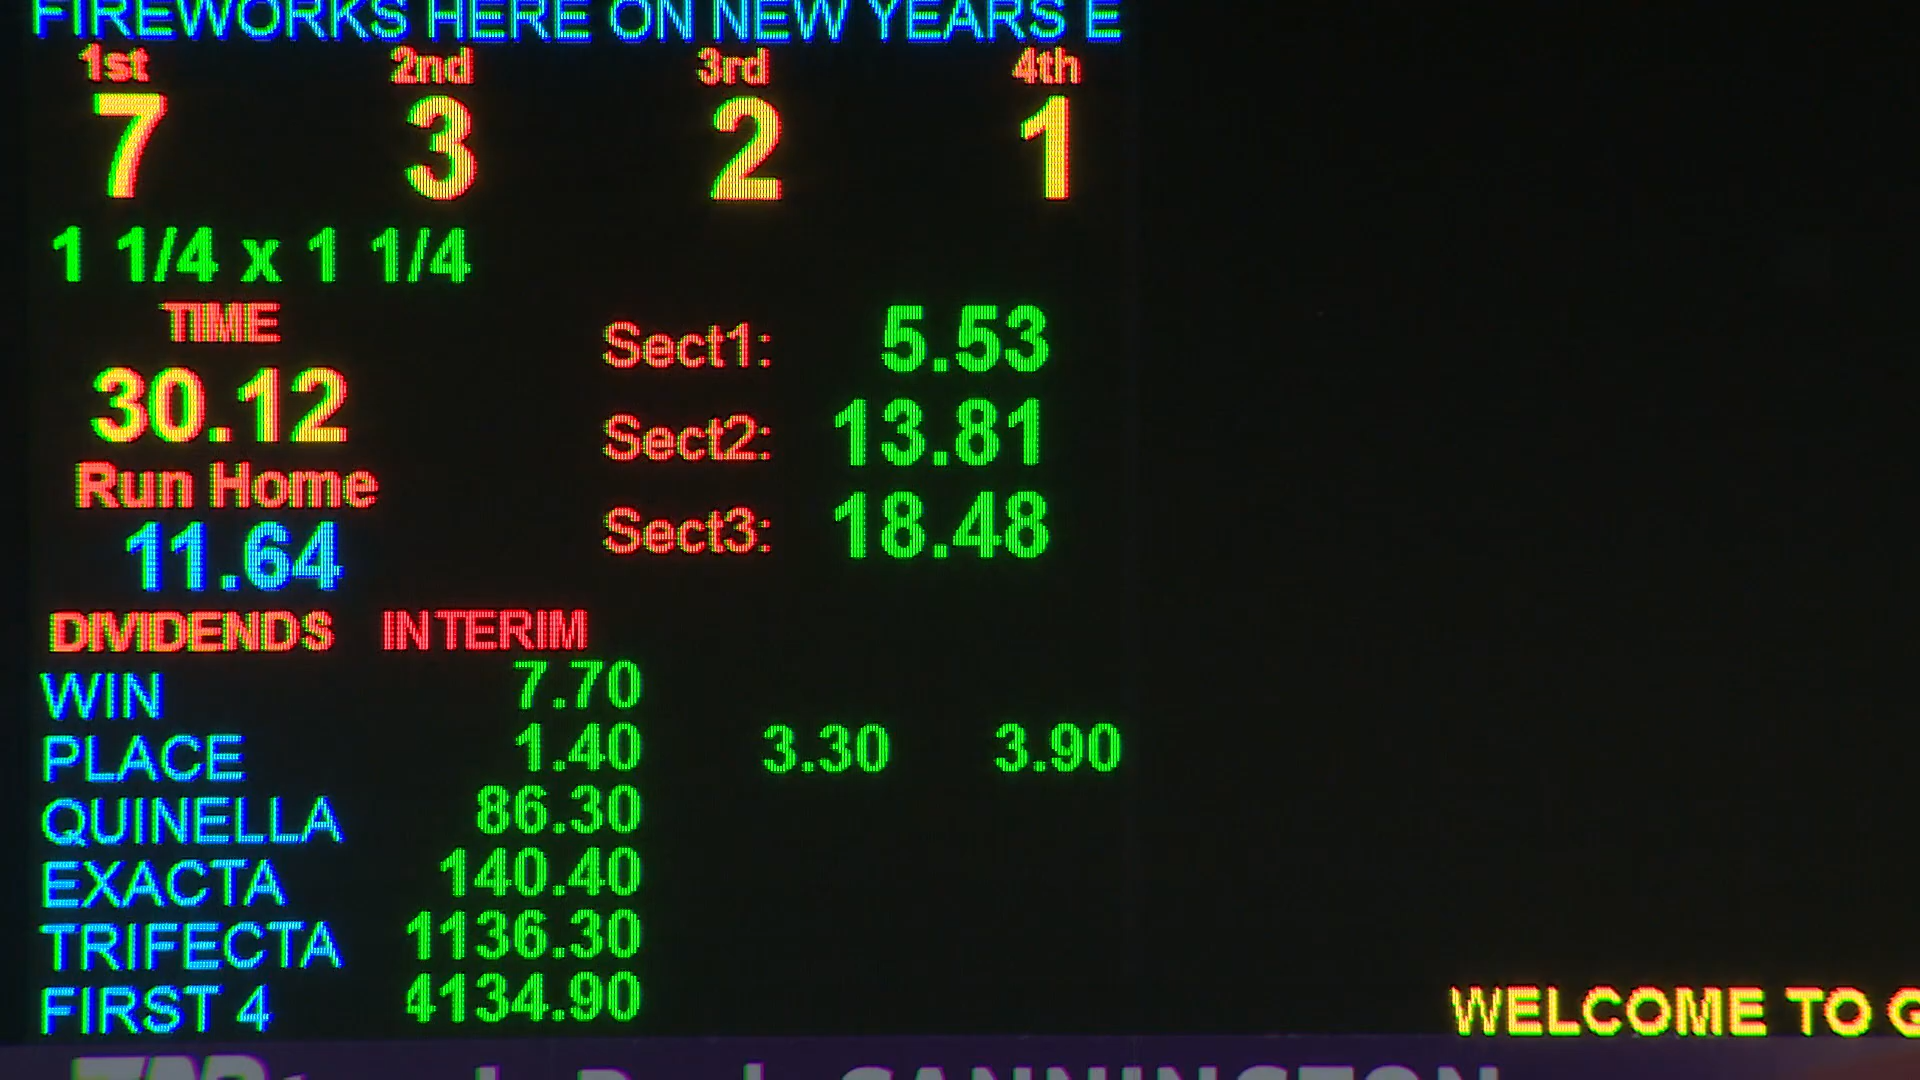 FIREWORKS HERE ON NEW YEARS E
1st 2nd 3rd 4th
7 3 2 1
1 1/4 x 1 1/4
TIME
30.12
Run Home
11.64
Sect1: 5.53
Sect2: 13.81
Sect3: 18.48
DIVIDENDS INTERIM
WIN 7.70
PLACE 1.40 3.30 3.90
QUINELLA 86.30
EXACTA 140.40
TRIFECTA 1136.30
FIRST 4 4134.90
WELCOME TO G
CANNINGTON